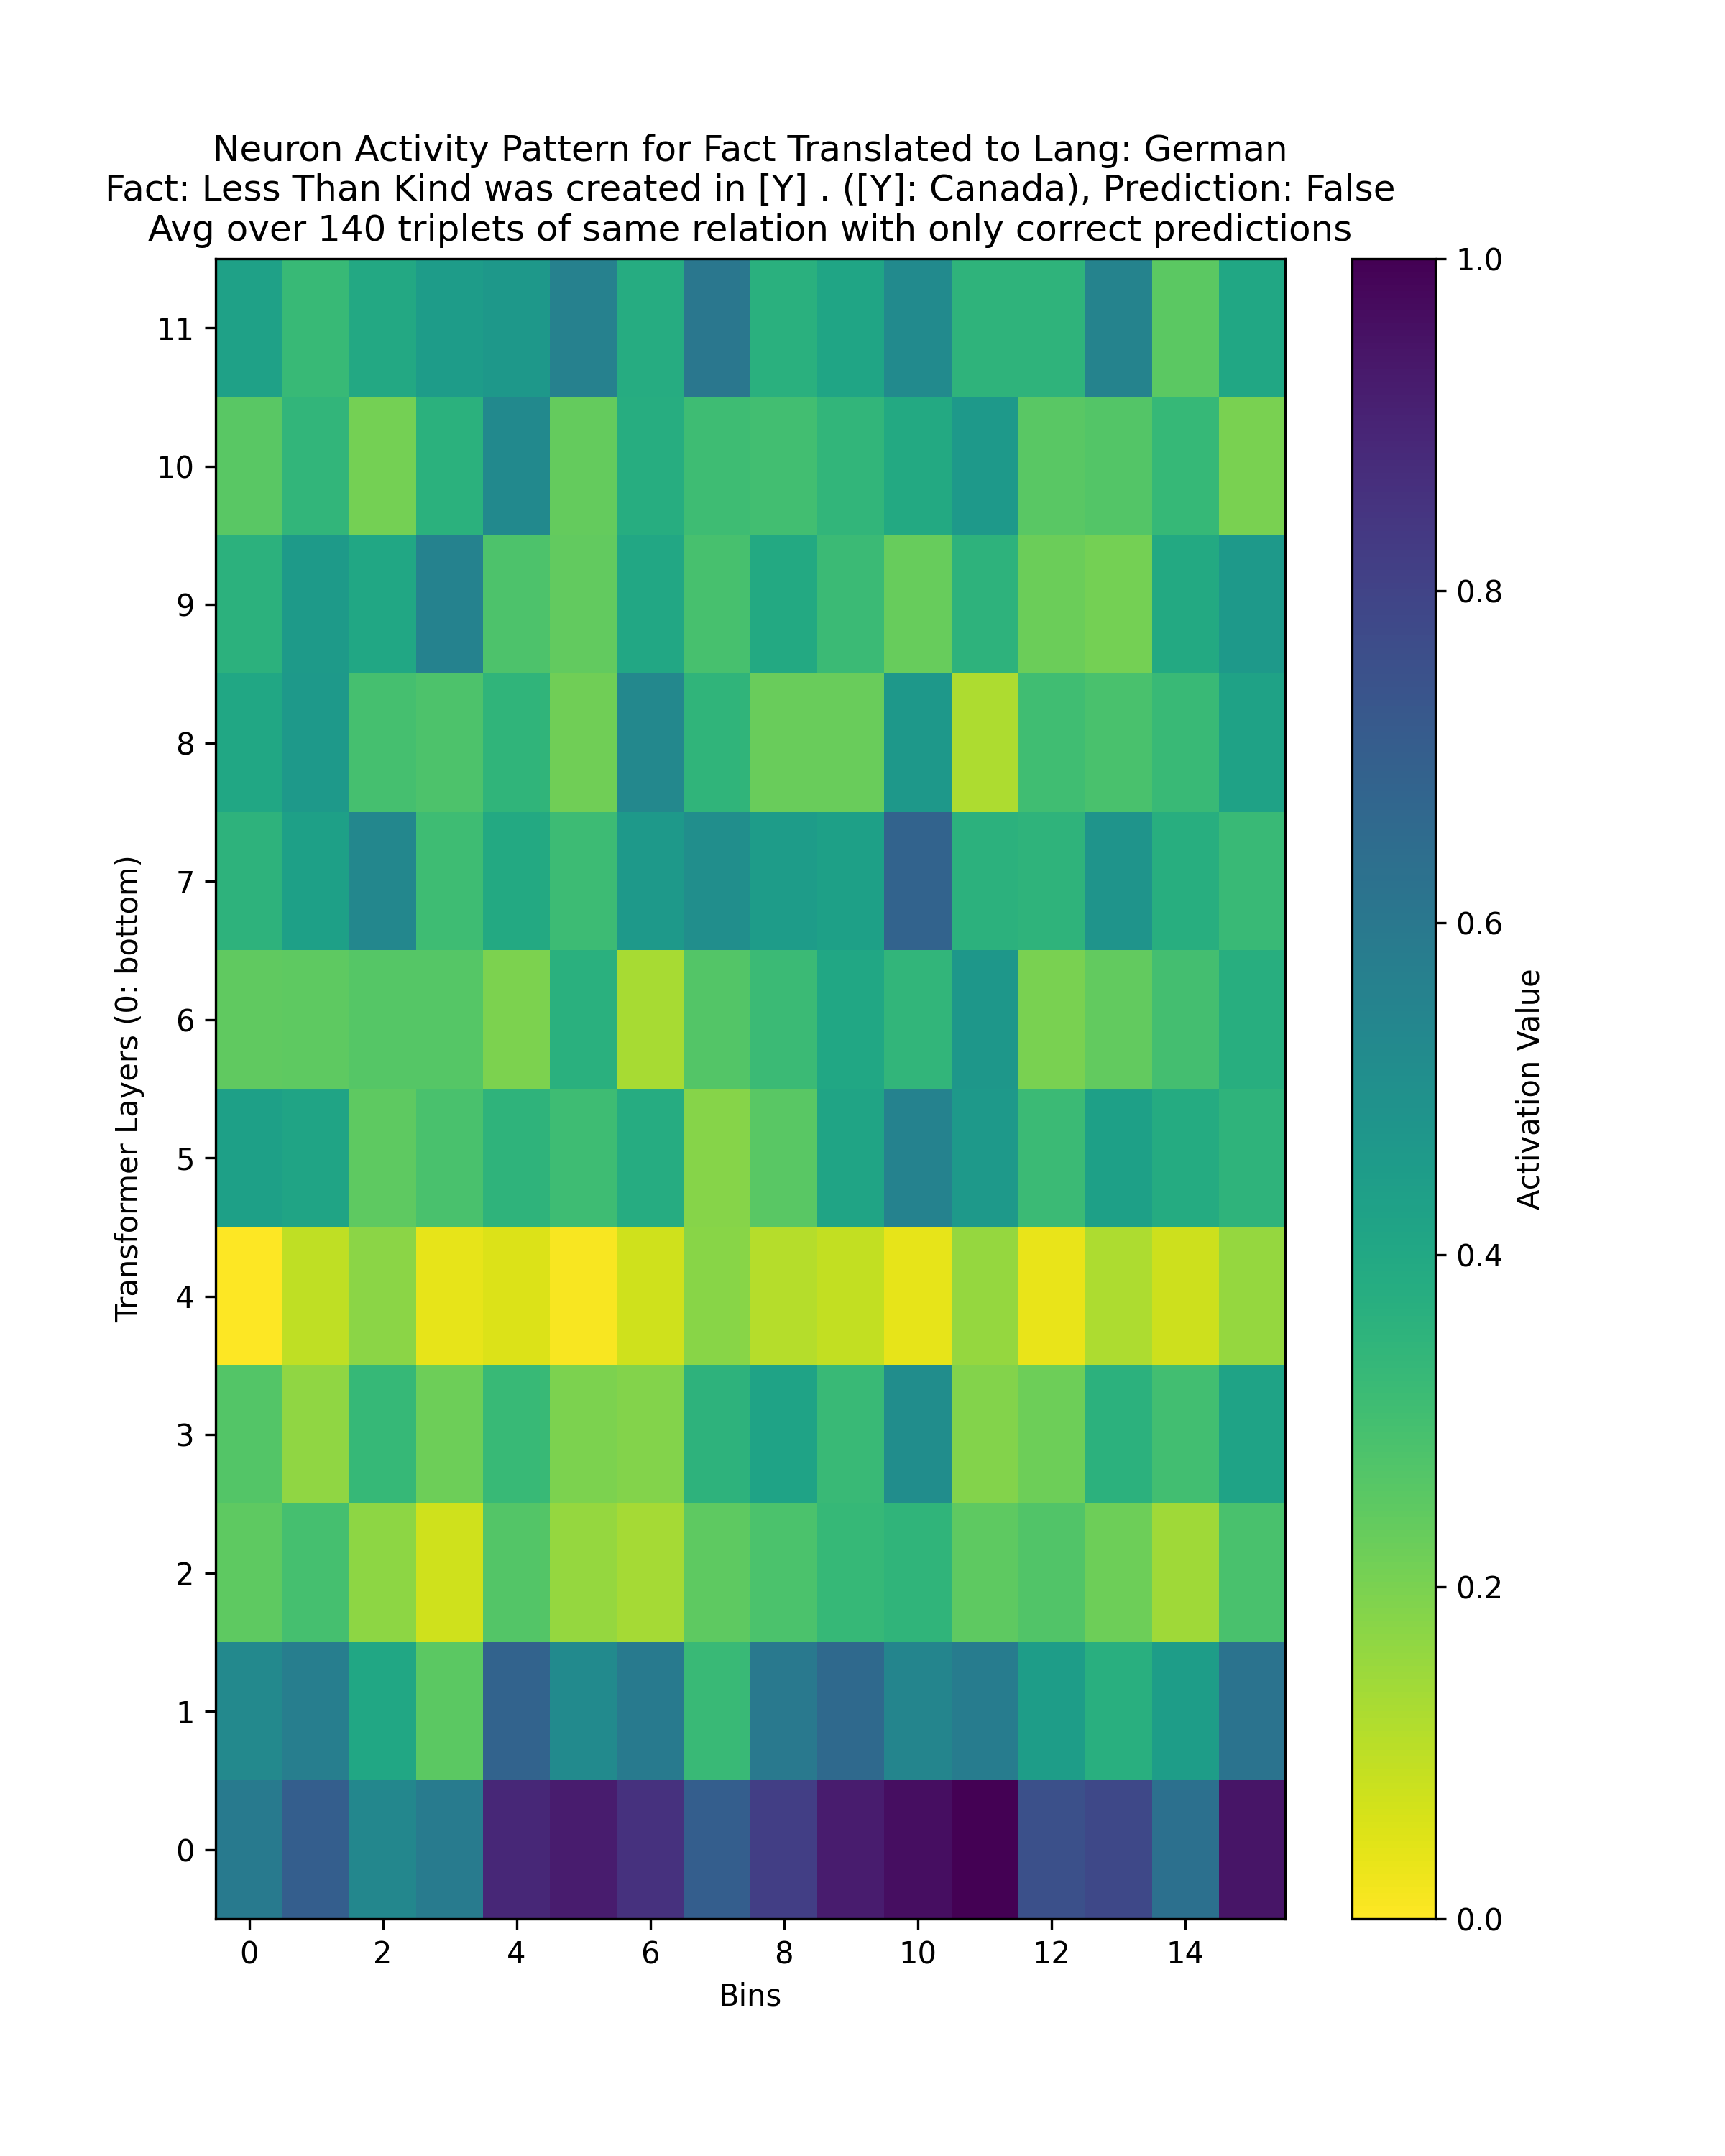 Neuron Activity Pattern for Fact Translated to Lang: German
Fact: Less Than Kind was created in [Y] . ([Y]: Canada), Prediction: False
Avg over 140 triplets of same relation with only correct predictions
11
10
9
8
7
6
5
4
3
2
1
0
Transformer Layers (0: bottom)
0 2 4 6 8 10 12 14
Bins
1.0
0.8
0.6
0.4
0.2
0.0
Activation Value